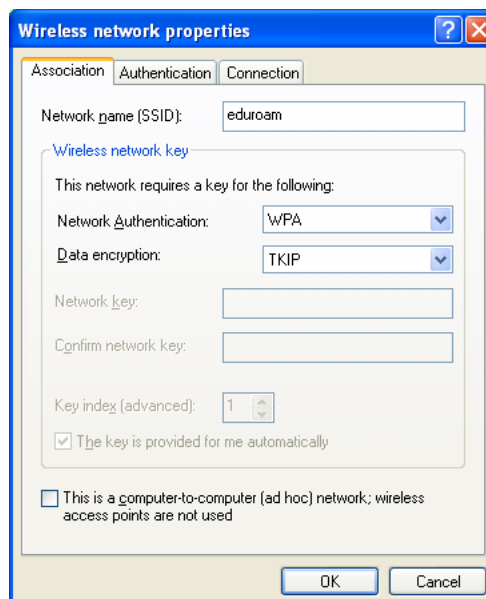 Wireless network properties
Association
Authentication
Connection
Network name (SSID): eduroam
Wireless network key
This network requires a key for the following:
Network Authentication: WPA
Data encryption: TKIP
Network key:
Confirm network key:
Key index (advanced): 1
The key is provided for me automatically
This is a computer-to-computer (ad hoc) network; wireless
access points are not used
OK
Cancel